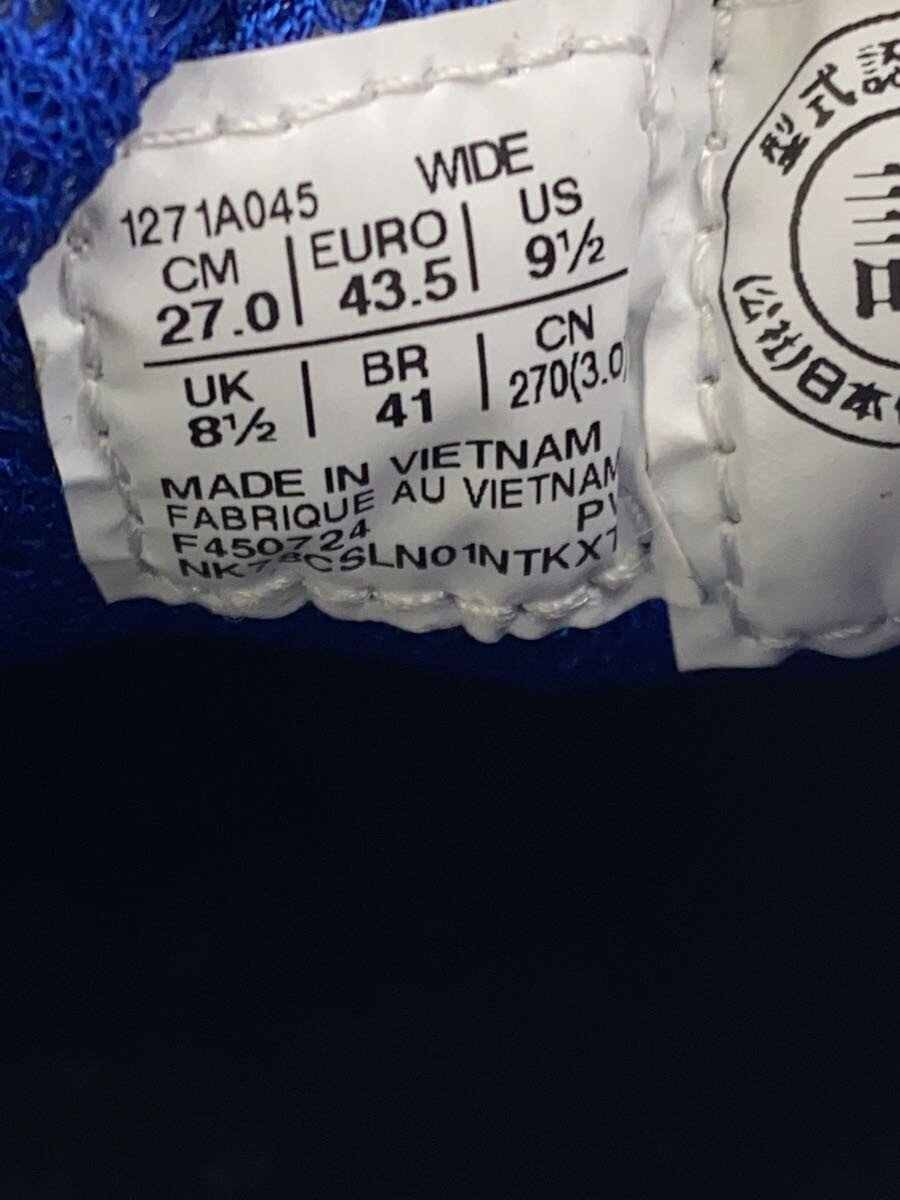 1271A045 WIDE
CM EURO US
27.0 43.5 9½
UK BR CN
8½ 41 270(3.0)
MADE IN VIETNAM
FABRIQUE AU VIETNAM
F450724
型式認
(公社)日本